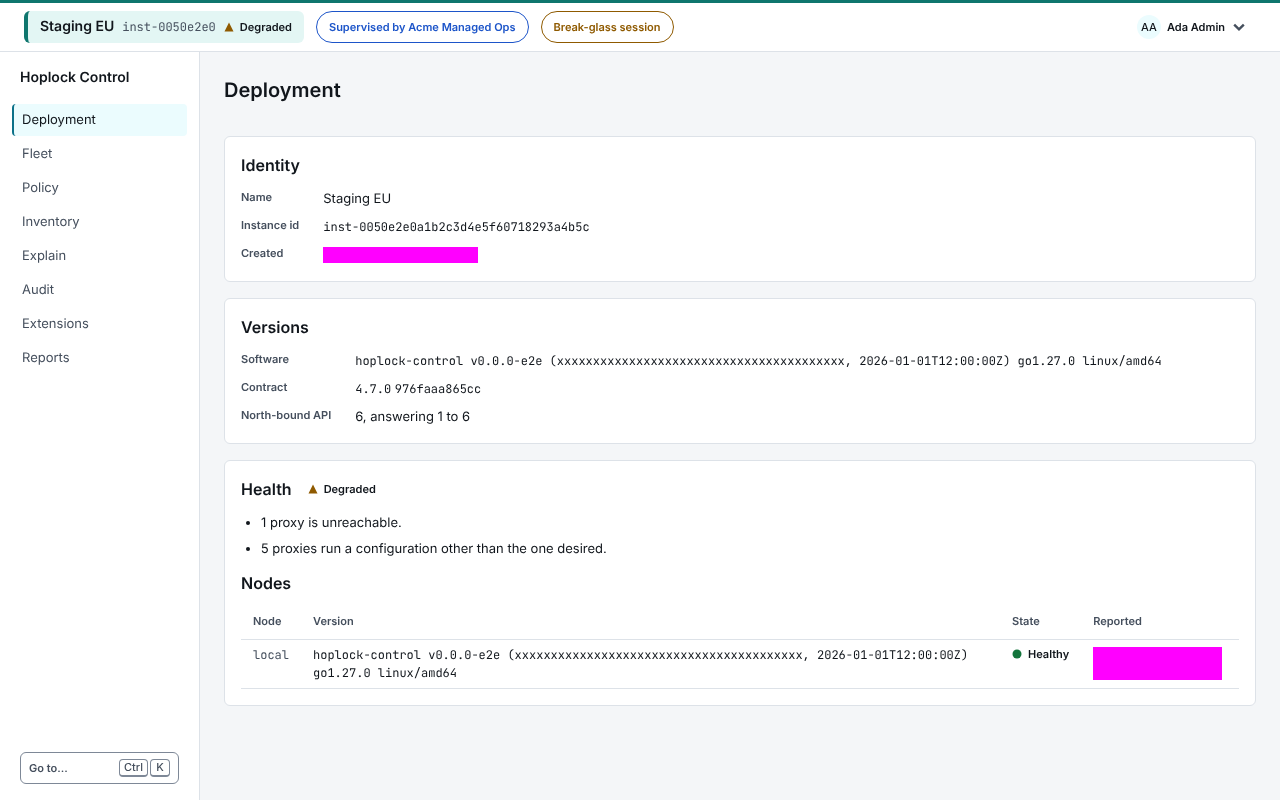 Staging EU inst-0050e2e0 Degraded Supervised by Acme Managed Ops Break-glass session AA Ada Admin
Hoplock Control
Deployment
Fleet
Policy
Inventory
Explain
Audit
Extensions
Reports
Go to... Ctrl K
Deployment
Identity
Name Staging EU
Instance id inst-0050e2e0a1b2c3d4e5f60718293a4b5c
Created
Versions
Software hoplock-control v0.0.0-e2e (xxxxxxxxxxxxxxxxxxxxxxxxxxxxxxxxxxxxxxxx, 2026-01-01T12:00:00Z) go1.27.0 linux/amd64
Contract 4.7.0 976faaa865cc
North-bound API 6, answering 1 to 6
Health Degraded
• 1 proxy is unreachable.
• 5 proxies run a configuration other than the one desired.
Nodes
Node Version State Reported
local hoplock-control v0.0.0-e2e (xxxxxxxxxxxxxxxxxxxxxxxxxxxxxxxxxxxxxxxx, 2026-01-01T12:00:00Z) Healthy
go1.27.0 linux/amd64